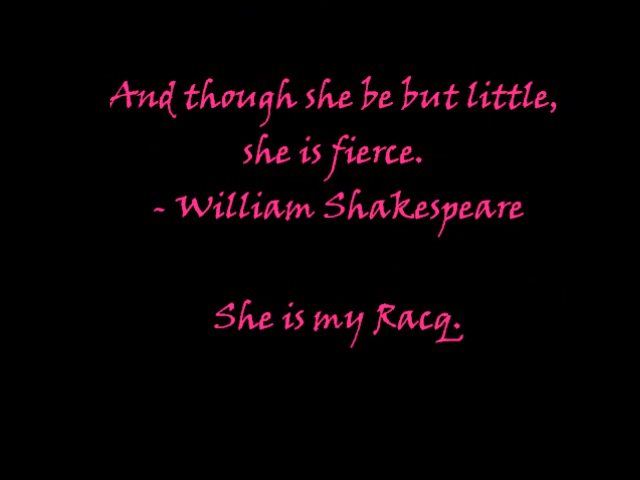 And though she be but little,
she is fierce.
- William Shakespeare
She is my Racq.